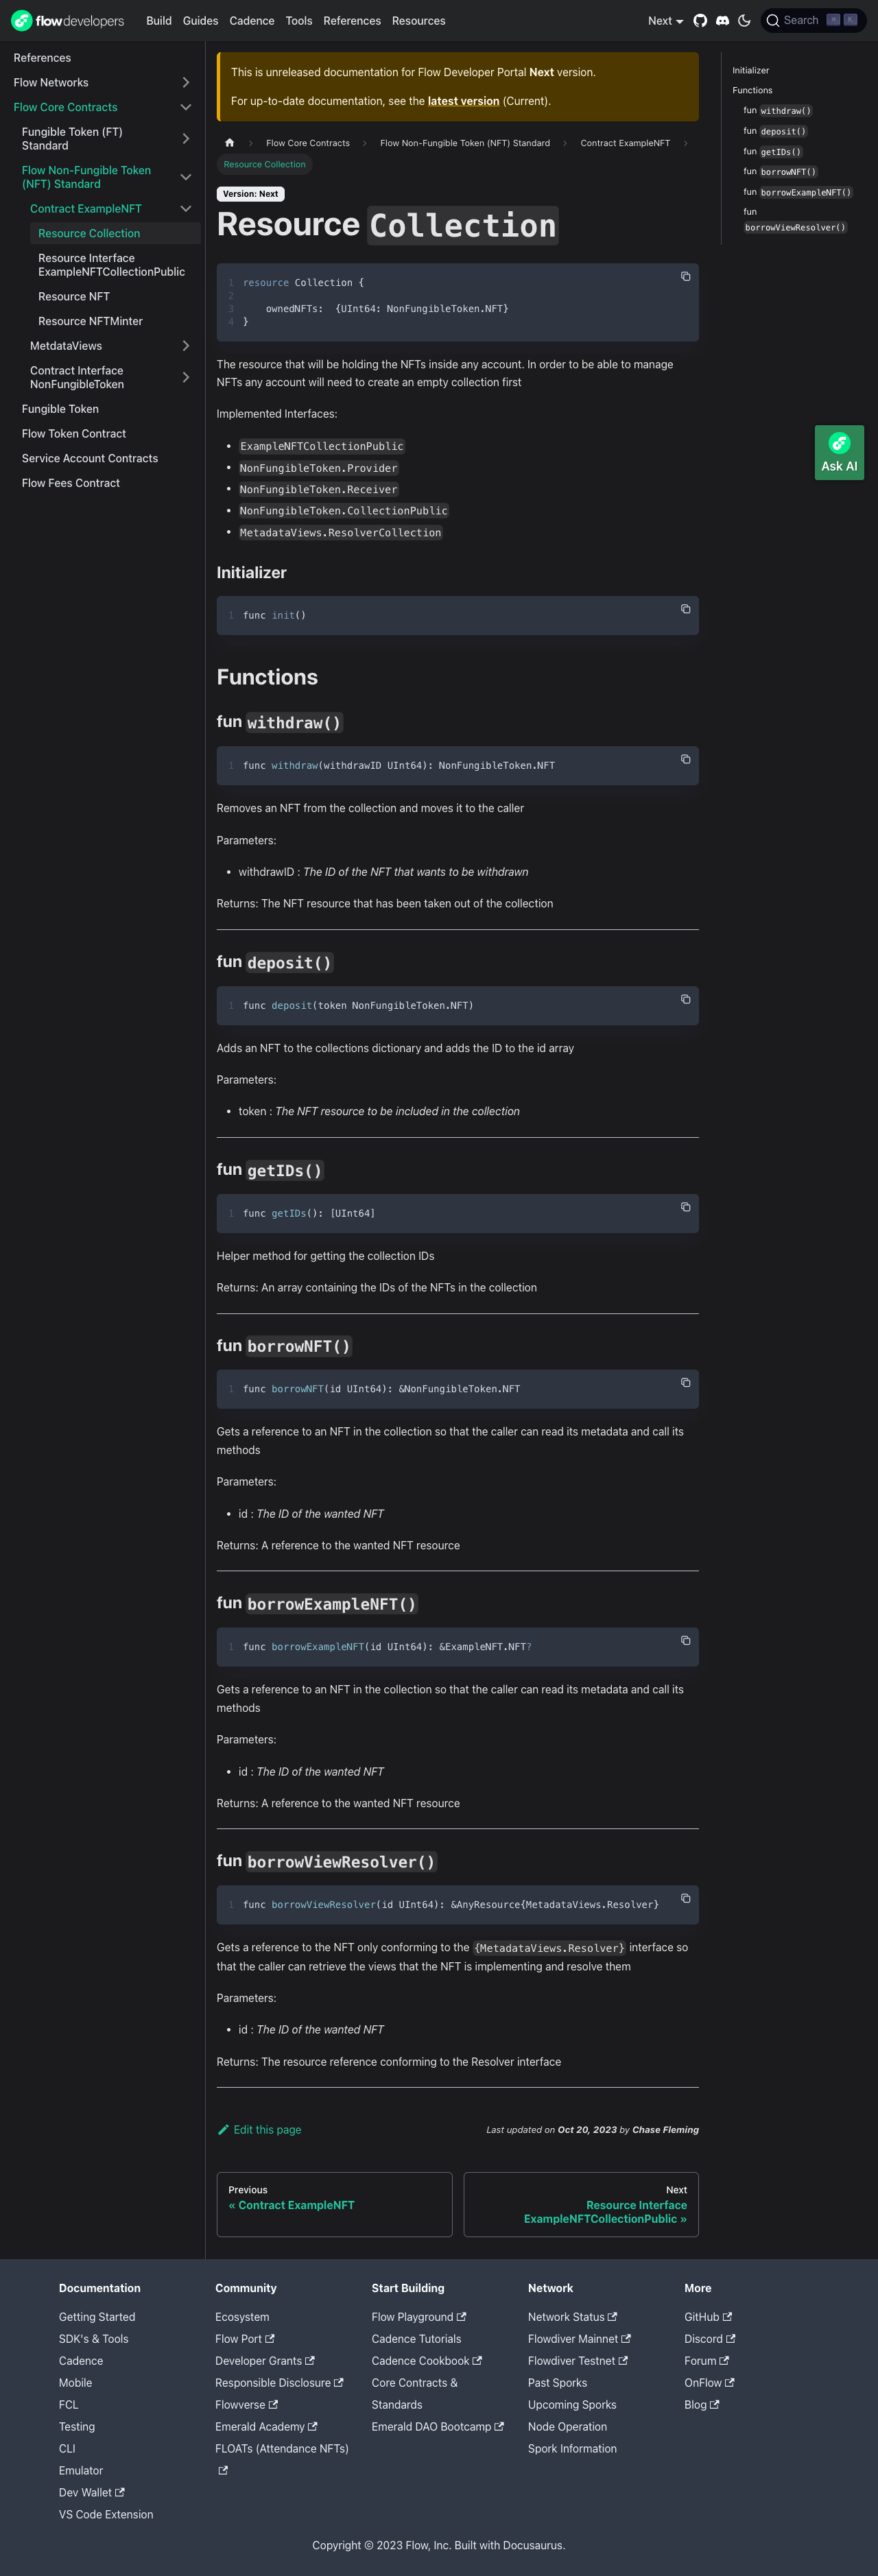 flow developers
Build
Guides
Cadence
Tools
References
Resources
Next
Search
K
References
Flow Networks
Flow Core Contracts
Fungible Token (FT)
Standard
Flow Non-Fungible Token
(NFT) Standard
Contract ExampleNFT
Resource Collection
Resource Interface
ExampleNFTCollectionPublic
Resource NFT
Resource NFTMinter
MetdataViews
Contract Interface
NonFungibleToken
Fungible Token
Flow Token Contract
Service Account Contracts
Flow Fees Contract
This is unreleased documentation for Flow Developer Portal Next version.
For up-to-date documentation, see the latest version (Current).
Flow Core Contracts
Flow Non-Fungible Token (NFT) Standard
Contract ExampleNFT
Resource Collection
Version: Next
Resource Collection
1 resource Collection {
2
3 ownedNFTs:  {UInt64: NonFungibleToken.NFT}
4 }
The resource that will be holding the NFTs inside any account. In order to be able to manage
NFTs any account will need to create an empty collection first
Implemented Interfaces:
• ExampleNFTCollectionPublic
• NonFungibleToken.Provider
• NonFungibleToken.Receiver
• NonFungibleToken.CollectionPublic
• MetadataViews.ResolverCollection
Initializer
1 func init()
Functions
fun withdraw()
1 func withdraw(withdrawID UInt64): NonFungibleToken.NFT
Removes an NFT from the collection and moves it to the caller
Parameters:
• withdrawID : The ID of the NFT that wants to be withdrawn
Returns: The NFT resource that has been taken out of the collection
fun deposit()
1 func deposit(token NonFungibleToken.NFT)
Adds an NFT to the collections dictionary and adds the ID to the id array
Parameters:
• token : The NFT resource to be included in the collection
fun getIDs()
1 func getIDs(): [UInt64]
Helper method for getting the collection IDs
Returns: An array containing the IDs of the NFTs in the collection
fun borrowNFT()
1 func borrowNFT(id UInt64): &NonFungibleToken.NFT
Gets a reference to an NFT in the collection so that the caller can read its metadata and call its
methods
Parameters:
• id : The ID of the wanted NFT
Returns: A reference to the wanted NFT resource
fun borrowExampleNFT()
1 func borrowExampleNFT(id UInt64): &ExampleNFT.NFT?
Gets a reference to an NFT in the collection so that the caller can read its metadata and call its
methods
Parameters:
• id : The ID of the wanted NFT
Returns: A reference to the wanted NFT resource
fun borrowViewResolver()
1 func borrowViewResolver(id UInt64): &AnyResource{MetadataViews.Resolver}
Gets a reference to the NFT only conforming to the {MetadataViews.Resolver} interface so
that the caller can retrieve the views that the NFT is implementing and resolve them
Parameters:
• id : The ID of the wanted NFT
Returns: The resource reference conforming to the Resolver interface
Edit this page
Last updated on Oct 20, 2023 by Chase Fleming
Previous
« Contract ExampleNFT
Next
Resource Interface
ExampleNFTCollectionPublic »
Initializer
Functions
fun withdraw()
fun deposit()
fun getIDs()
fun borrowNFT()
fun borrowExampleNFT()
fun
borrowViewResolver()
Ask AI
Documentation
Getting Started
SDK's & Tools
Cadence
Mobile
FCL
Testing
CLI
Emulator
Dev Wallet
VS Code Extension
Community
Ecosystem
Flow Port
Developer Grants
Responsible Disclosure
Flowverse
Emerald Academy
FLOATs (Attendance NFTs)
Start Building
Flow Playground
Cadence Tutorials
Cadence Cookbook
Core Contracts &
Standards
Emerald DAO Bootcamp
Network
Network Status
Flowdiver Mainnet
Flowdiver Testnet
Past Sporks
Upcoming Sporks
Node Operation
Spork Information
More
GitHub
Discord
Forum
OnFlow
Blog
Copyright © 2023 Flow, Inc. Built with Docusaurus.